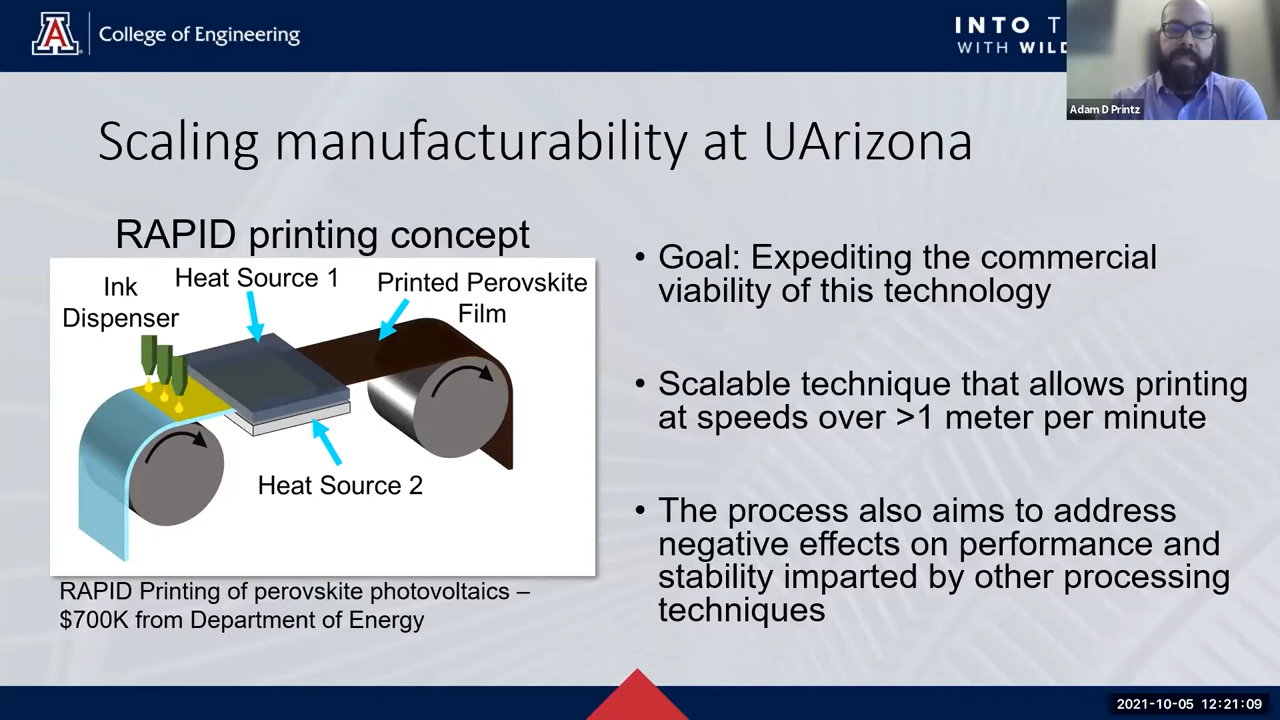 A
College of Engineering
INTO T
WITH WILD
Adam D Printz
Scaling manufacturability at UArizona
RAPID printing concept
Ink
Dispenser
Heat Source 1
Printed Perovskite
Film
Heat Source 2
RAPID Printing of perovskite photovoltaics –
$700K from Department of Energy
• Goal: Expediting the commercial
viability of this technology
• Scalable technique that allows printing
at speeds over >1 meter per minute
• The process also aims to address
negative effects on performance and
stability imparted by other processing
techniques
2021-10-05 12:21:09